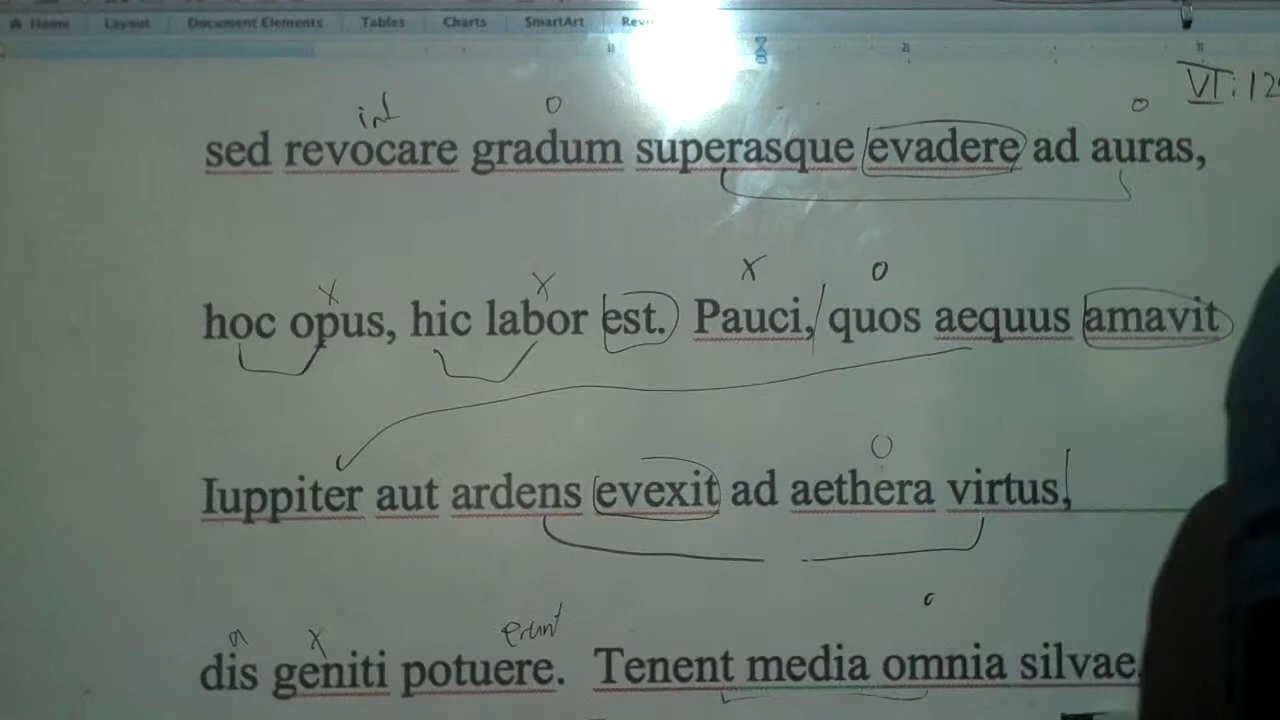 Home Layout Document Elements Tables Charts SmartArt
VI:12
inf o o
sed revocare gradum superasque evadere ad auras,
x x x o
hoc opus, hic labor est. Pauci, quos aequus amavit
o
Iuppiter aut ardens evexit ad aethera virtus,
x erunt o
dis geniti potuere. Tenent media omnia silvae